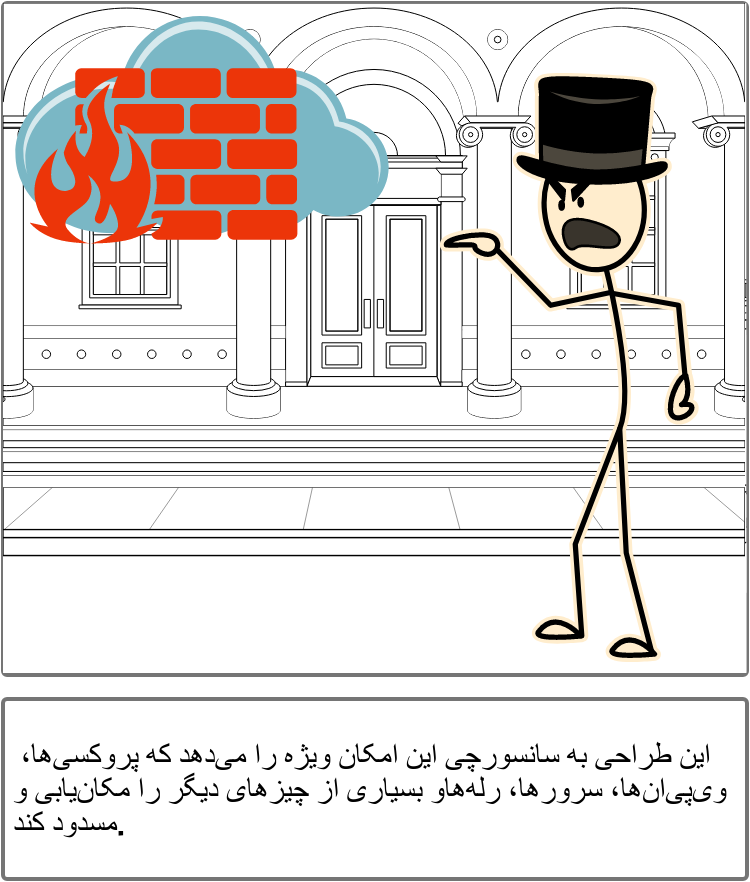 این طراحی به سانسورچی این امکان ویژه را می‌دهد که پروکسی‌ها،
وی‌پی‌ان‌ها، سرورها، رله‌هاو بسیاری از چیزهای دیگر را مکان‌یابی و
مسدود کند.